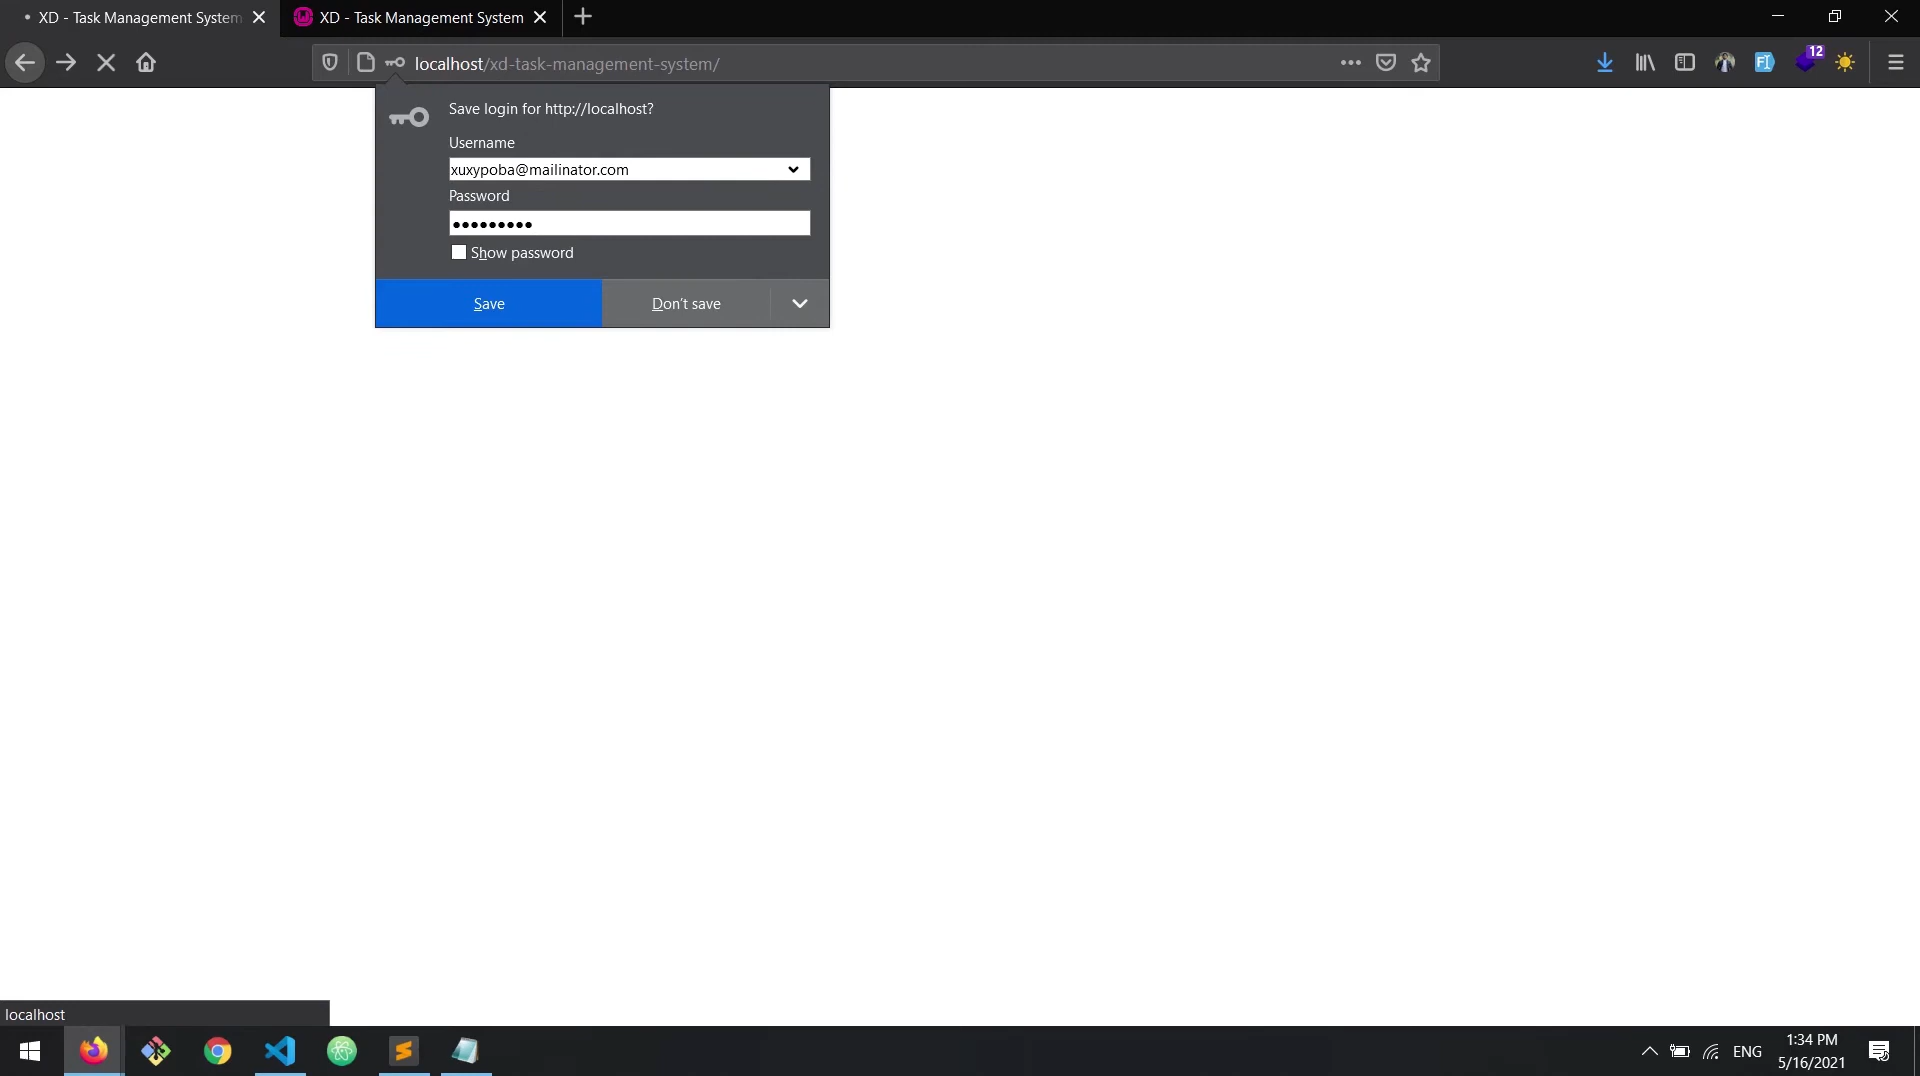 XD - Task Management System
XD - Task Management System
localhost/xd-task-management-system/
12
Save login for http://localhost?
Username
xuxypoba@mailinator.com
Password
•••••••••
Show password
Save
Don't save
localhost
ENG
1:34 PM
5/16/2021